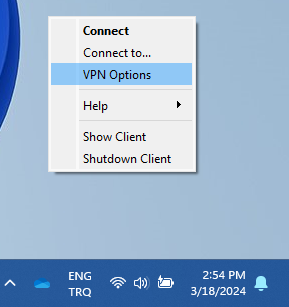 Connect
Connect to...
VPN Options
Help
Show Client
Shutdown Client
ENG
TRQ
2:54 PM
3/18/2024